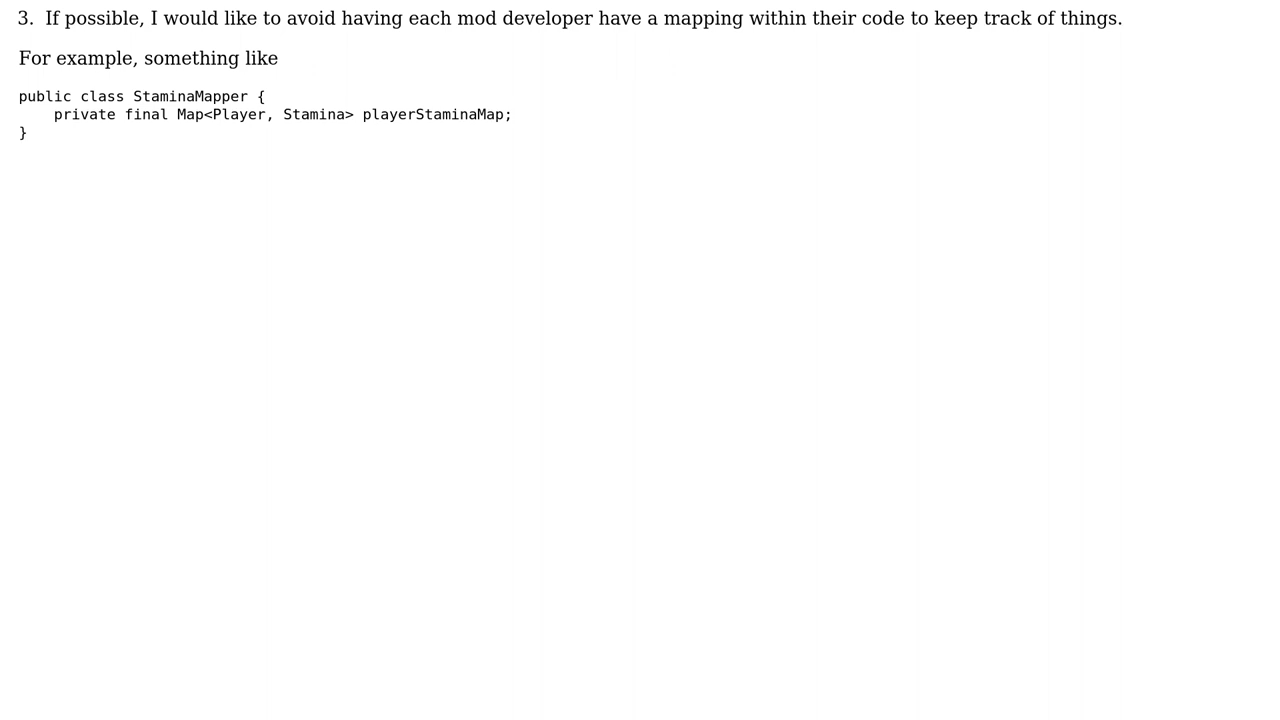 3. If possible, I would like to avoid having each mod developer have a mapping within their code to keep track of things.
For example, something like
public class StaminaMapper {
    private final Map<Player, Stamina> playerStaminaMap;
}